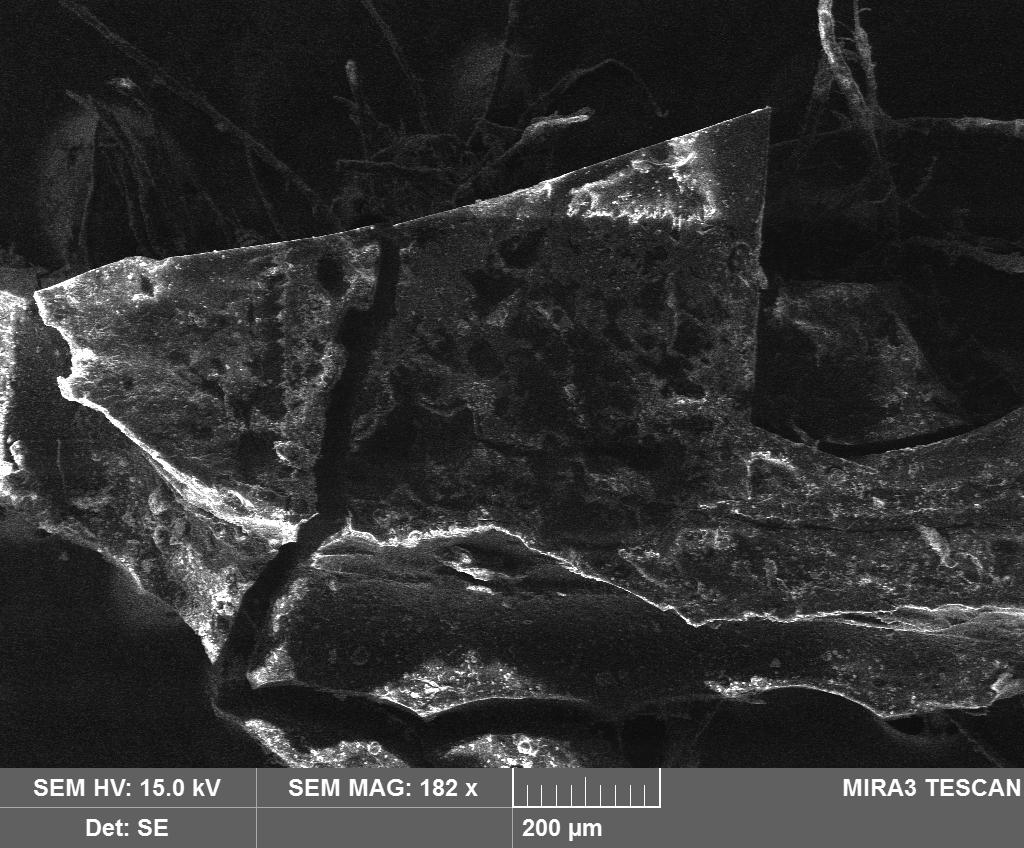 SEM HV: 15.0 kV
SEM MAG: 182 x
MIRA3 TESCAN
Det: SE
200 µm